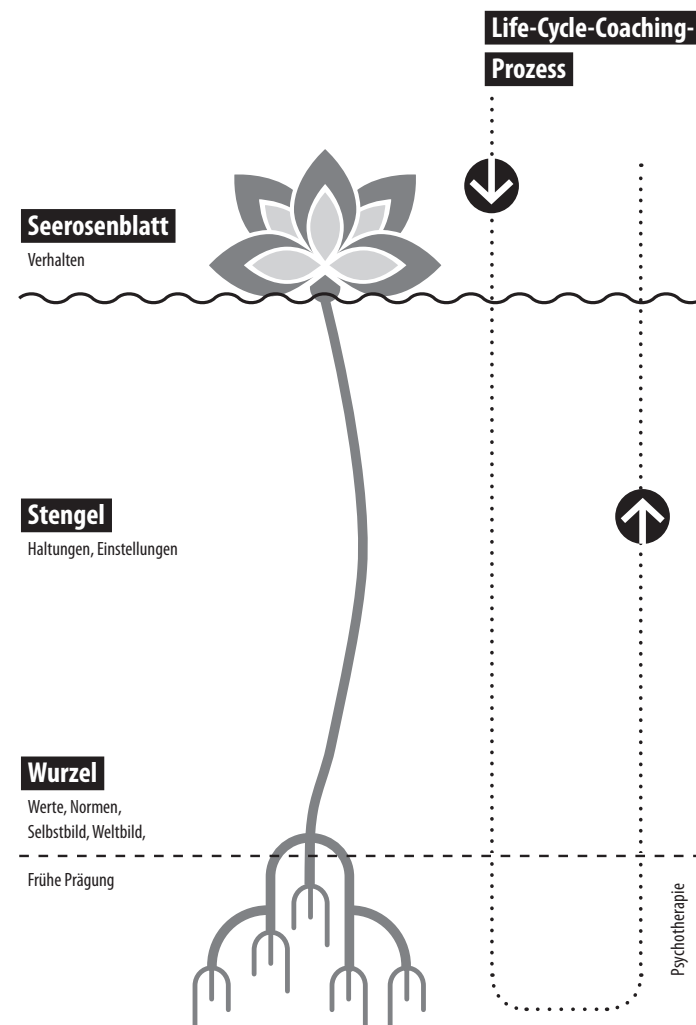 Life-Cycle-Coaching-
Prozess
Seerosenblatt
Verhalten
Stengel
Haltungen, Einstellungen
Wurzel
Werte, Normen,
Selbstbild, Weltbild,
Frühe Prägung
Psychotherapie